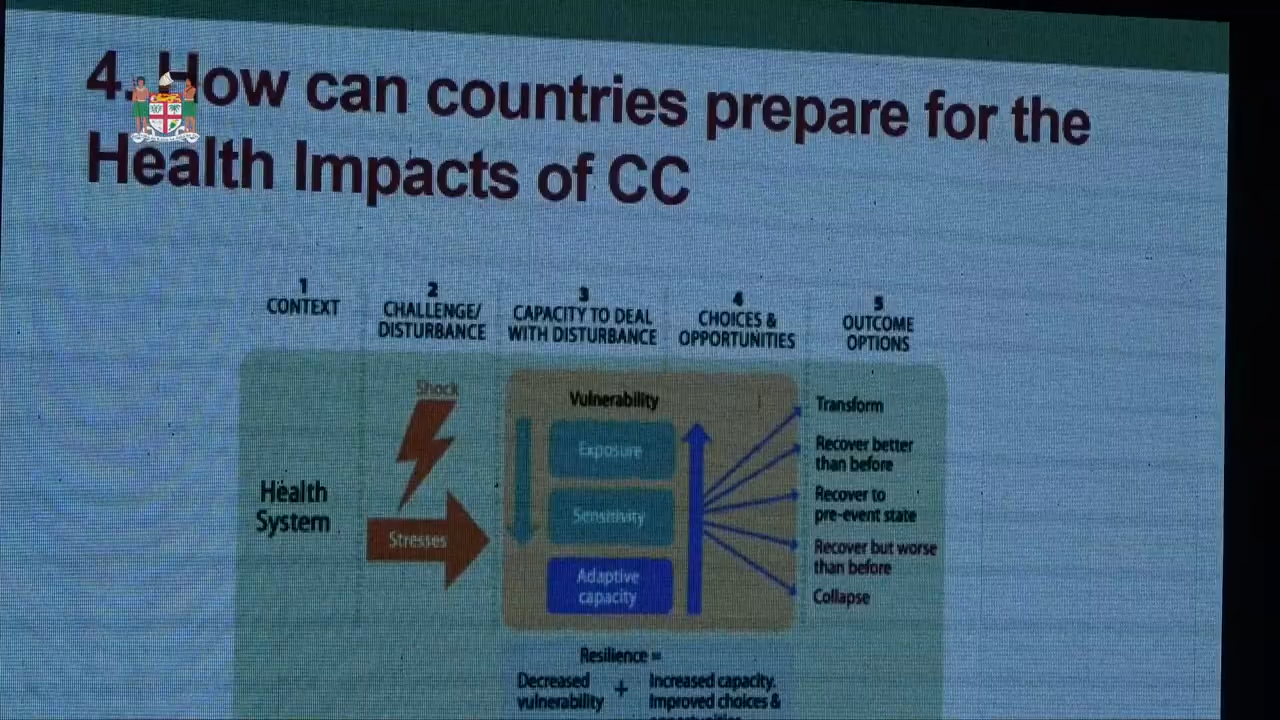 4. How can countries prepare for the
Health Impacts of CC
1
CONTEXT
2
CHALLENGE/
DISTURBANCE
3
CAPACITY TO DEAL
WITH DISTURBANCE
4
CHOICES &
OPPORTUNITIES
5
OUTCOME
OPTIONS
Health
System
Shock
Stresses
Vulnerability
Exposure
Sensitivity
Adaptive
capacity
Transform
Recover better
than before
Recover to
pre-event state
Recover but worse
than before
Collapse
Resilience =
Decreased
vulnerability
+
Increased capacity,
Improved choices &